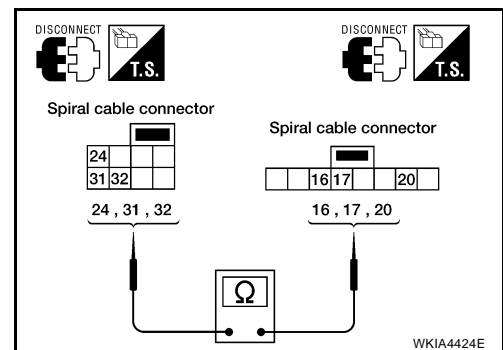 DISCONNECT
T.S.
DISCONNECT
T.S.
Spiral cable connector
24
31 32
24 , 31 , 32
Spiral cable connector
16 17 20
16 , 17 , 20
Ω
WKIA4424E